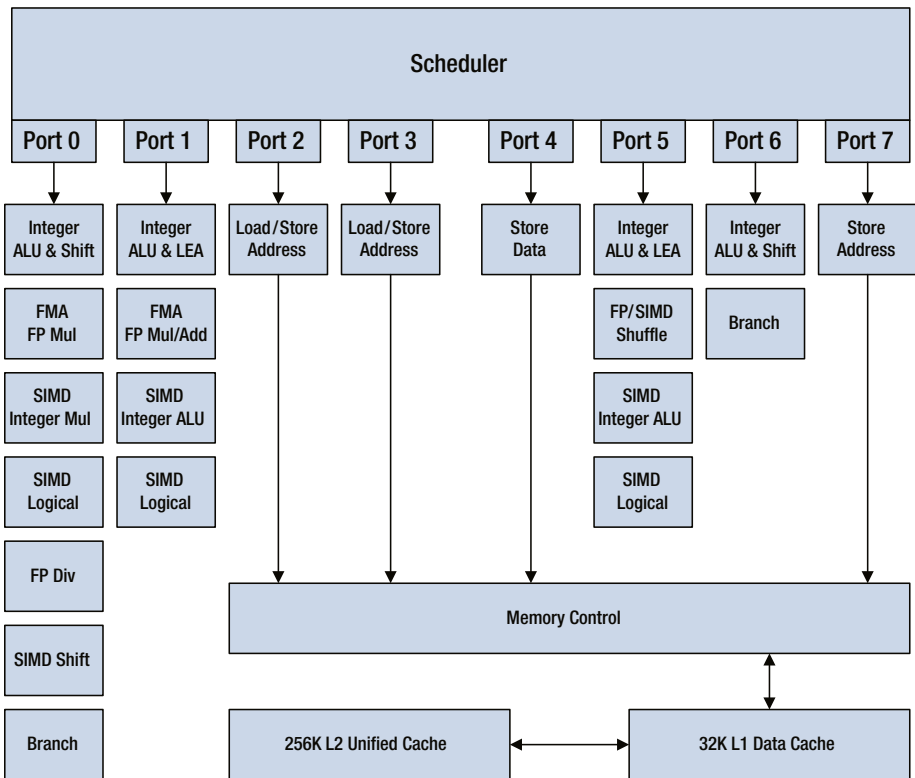 Scheduler
Port 0
Port 1
Port 2
Port 3
Port 4
Port 5
Port 6
Port 7
Integer
ALU & Shift
Integer
ALU & LEA
Load/Store
Address
Load/Store
Address
Store
Data
Integer
ALU & LEA
Integer
ALU & Shift
Store
Address
FMA
FP Mul
FMA
FP Mul/Add
FP/SIMD
Shuffle
Branch
SIMD
Integer Mul
SIMD
Integer ALU
SIMD
Integer ALU
SIMD
Logical
SIMD
Logical
SIMD
Logical
FP Div
Memory Control
SIMD Shift
Branch
256K L2 Unified Cache
32K L1 Data Cache